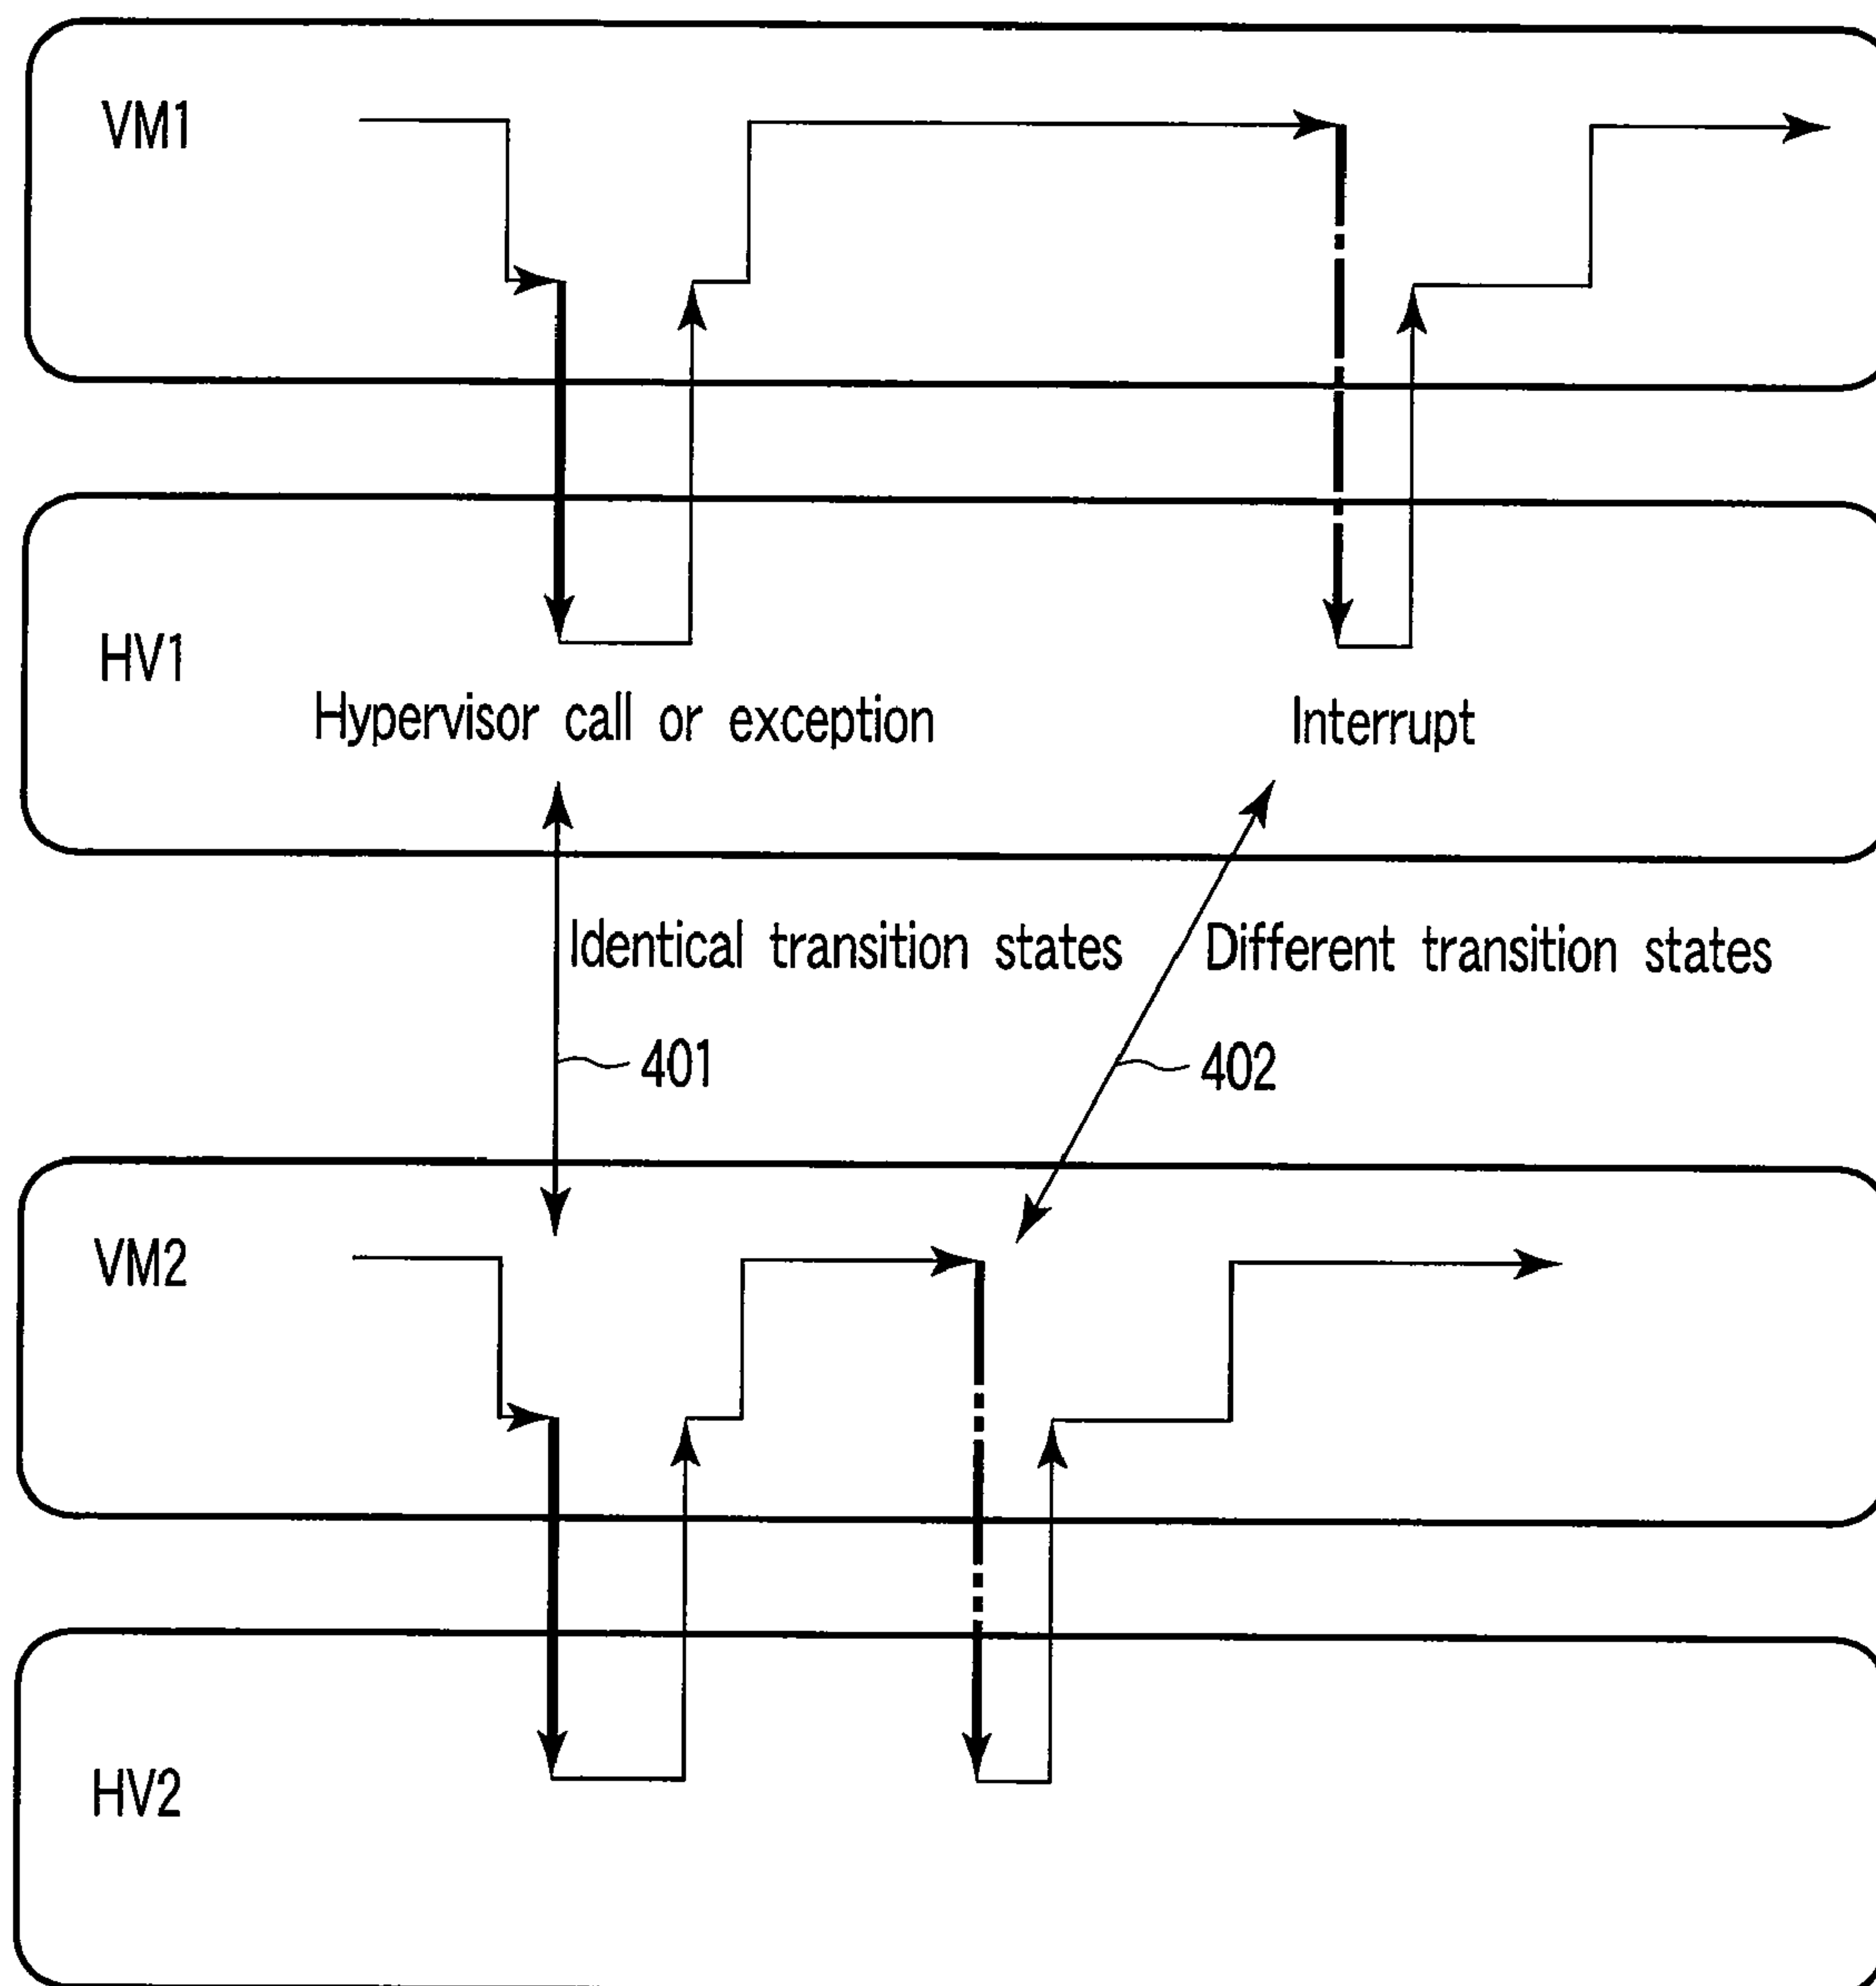 VM1
HV1
Hypervisor call or exception
Interrupt
Identical transition states
Different transition states
401
402
VM2
HV2